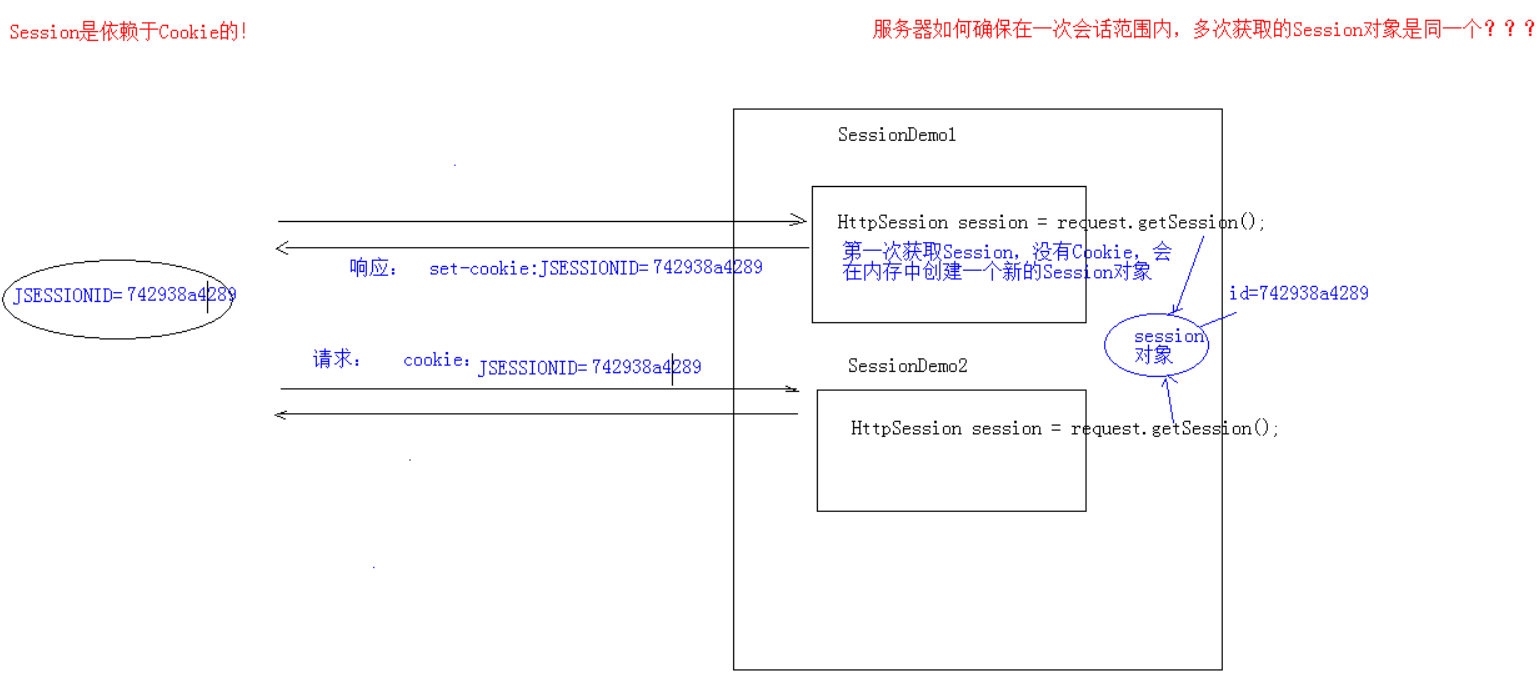 Session是依赖于Cookie的!
服务器如何确保在一次会话范围内，多次获取的Session对象是同一个？？？
SessionDemo1
HttpSession session = request.getSession();
第一次获取Session，没有Cookie，会
在内存中创建一个新的Session对象
响应： set-cookie:JSESSIONID=742938a4289
JSESSIONID=742938a4289
id=742938a4289
session
对象
请求： cookie：JSESSIONID=742938a4289
SessionDemo2
HttpSession session = request.getSession();